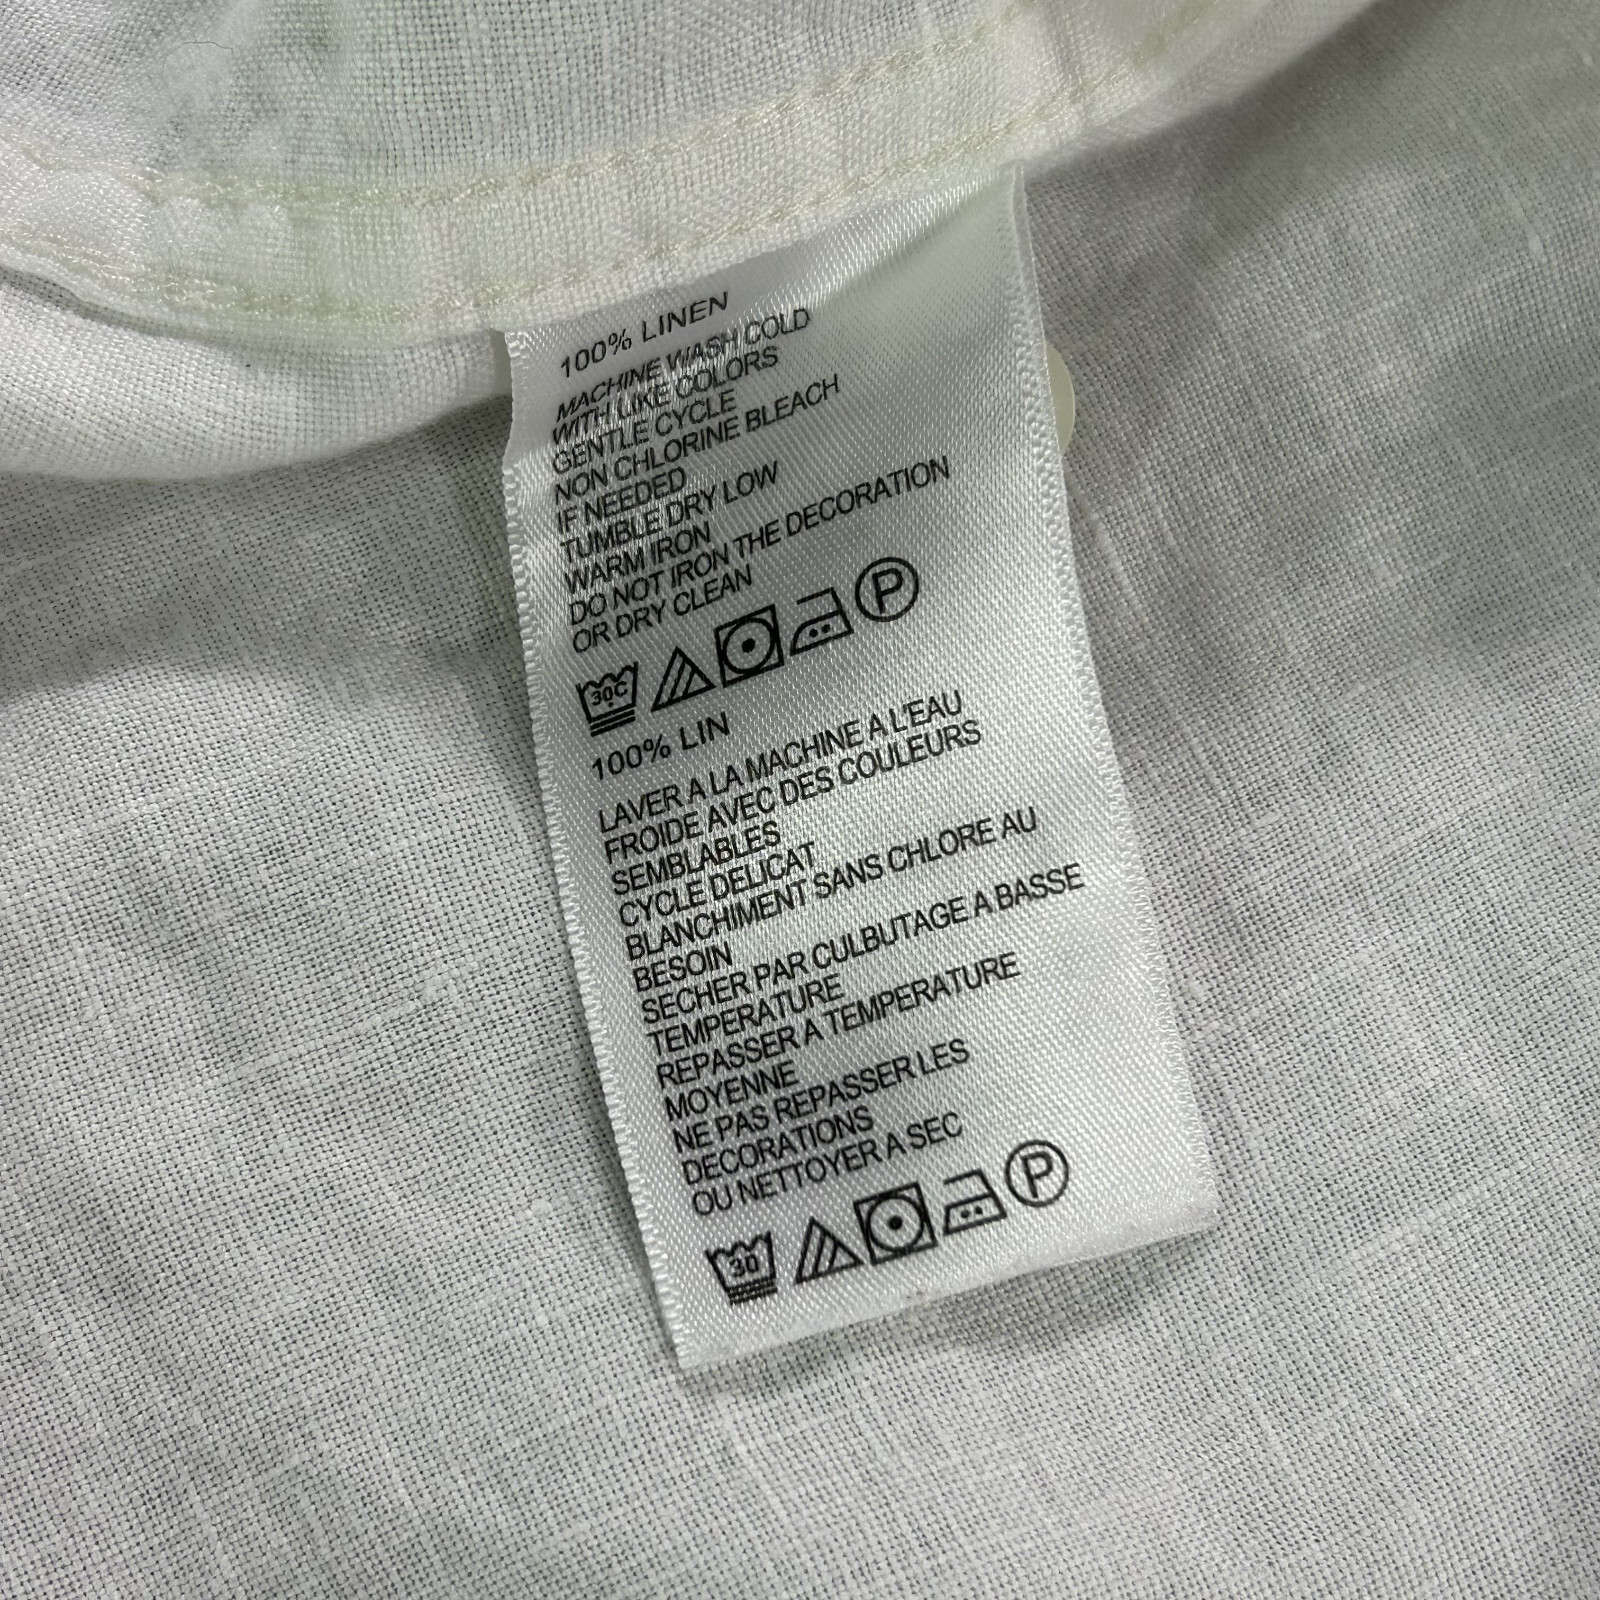 100% LINEN
MACHINE WASH COLD
WITH LIKE COLORS
GENTLE CYCLE
NON CHLORINE BLEACH
IF NEEDED
TUMBLE DRY LOW
WARM IRON
DO NOT IRON THE DECORATION
OR DRY CLEAN
30C P
100% LIN
LAVER A LA MACHINE A L'EAU
FROIDE AVEC DES COULEURS
SEMBLABLES
CYCLE DELICAT
BLANCHIMENT SANS CHLORE AU
BESOIN
SECHER PAR CULBUTAGE A BASSE
TEMPERATURE
REPASSER A TEMPERATURE
MOYENNE
NE PAS REPASSER LES
DECORATIONS
OU NETTOYER A SEC
30 P